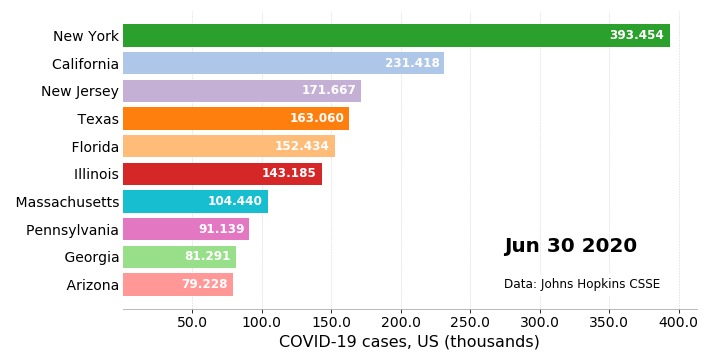 New York 393.454
California 231.418
New Jersey 171.667
Texas 163.060
Florida 152.434
Illinois 143.185
Massachusetts 104.440
Pennsylvania 91.139
Georgia 81.291
Arizona 79.228
Jun 30 2020
Data: Johns Hopkins CSSE
50.0 100.0 150.0 200.0 250.0 300.0 350.0 400.0
COVID-19 cases, US (thousands)